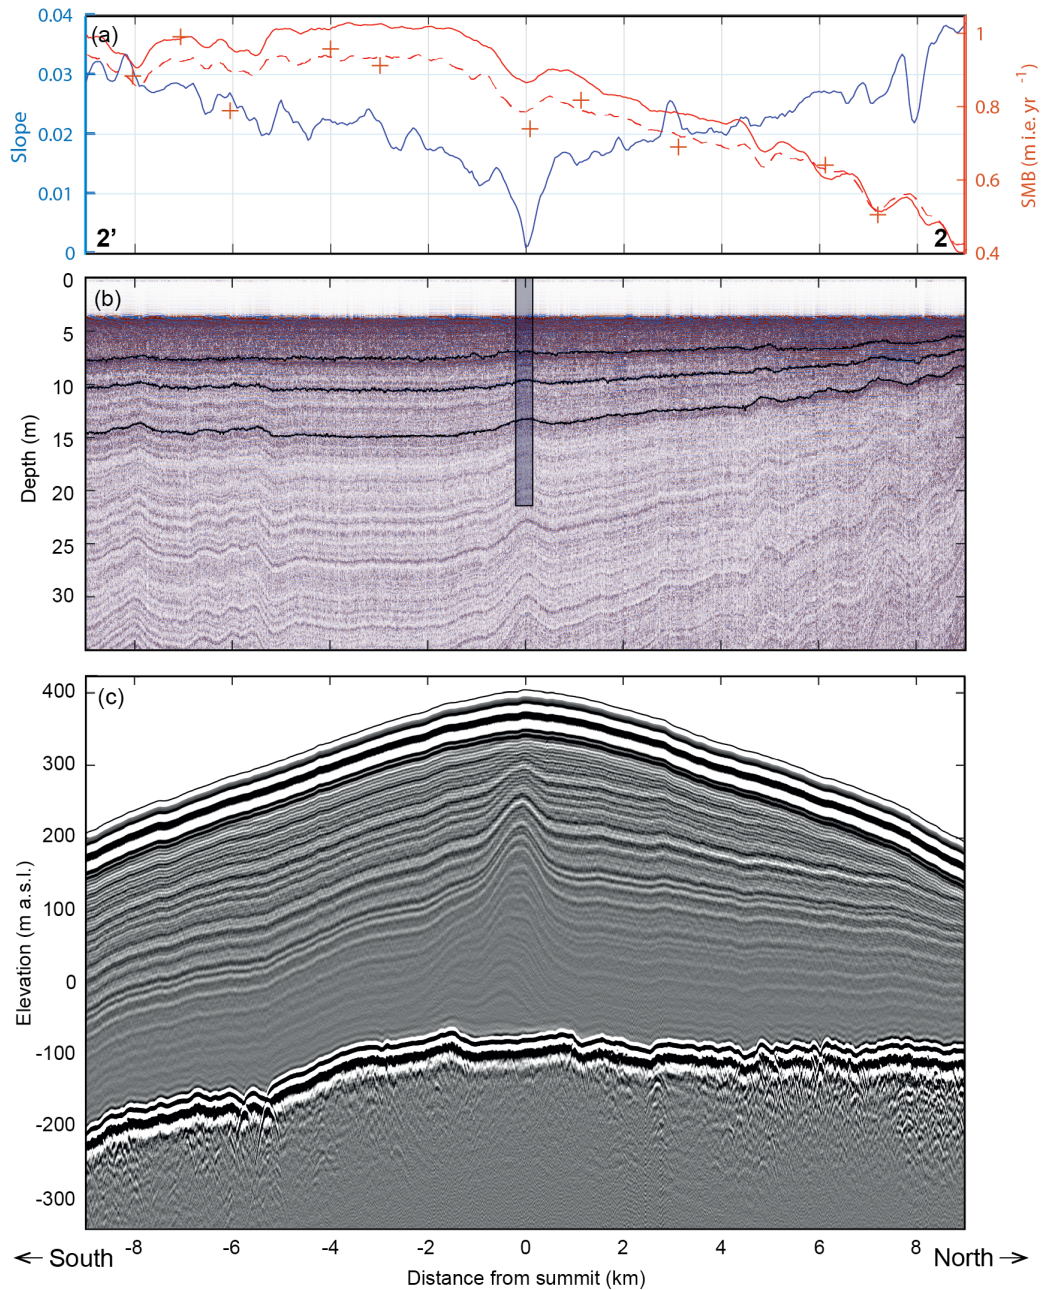 (a)
0.04
0.03
0.02
0.01
0
Slope
1
0.8
0.6
0.4
SMB (m i.e. yr⁻¹)
2’
2
(b)
0
5
10
15
20
25
30
Depth (m)
(c)
400
300
200
100
0
-100
-200
-300
Elevation (m a.s.l.)
-8 -6 -4 -2 0 2 4 6 8
← South
North →
Distance from summit (km)